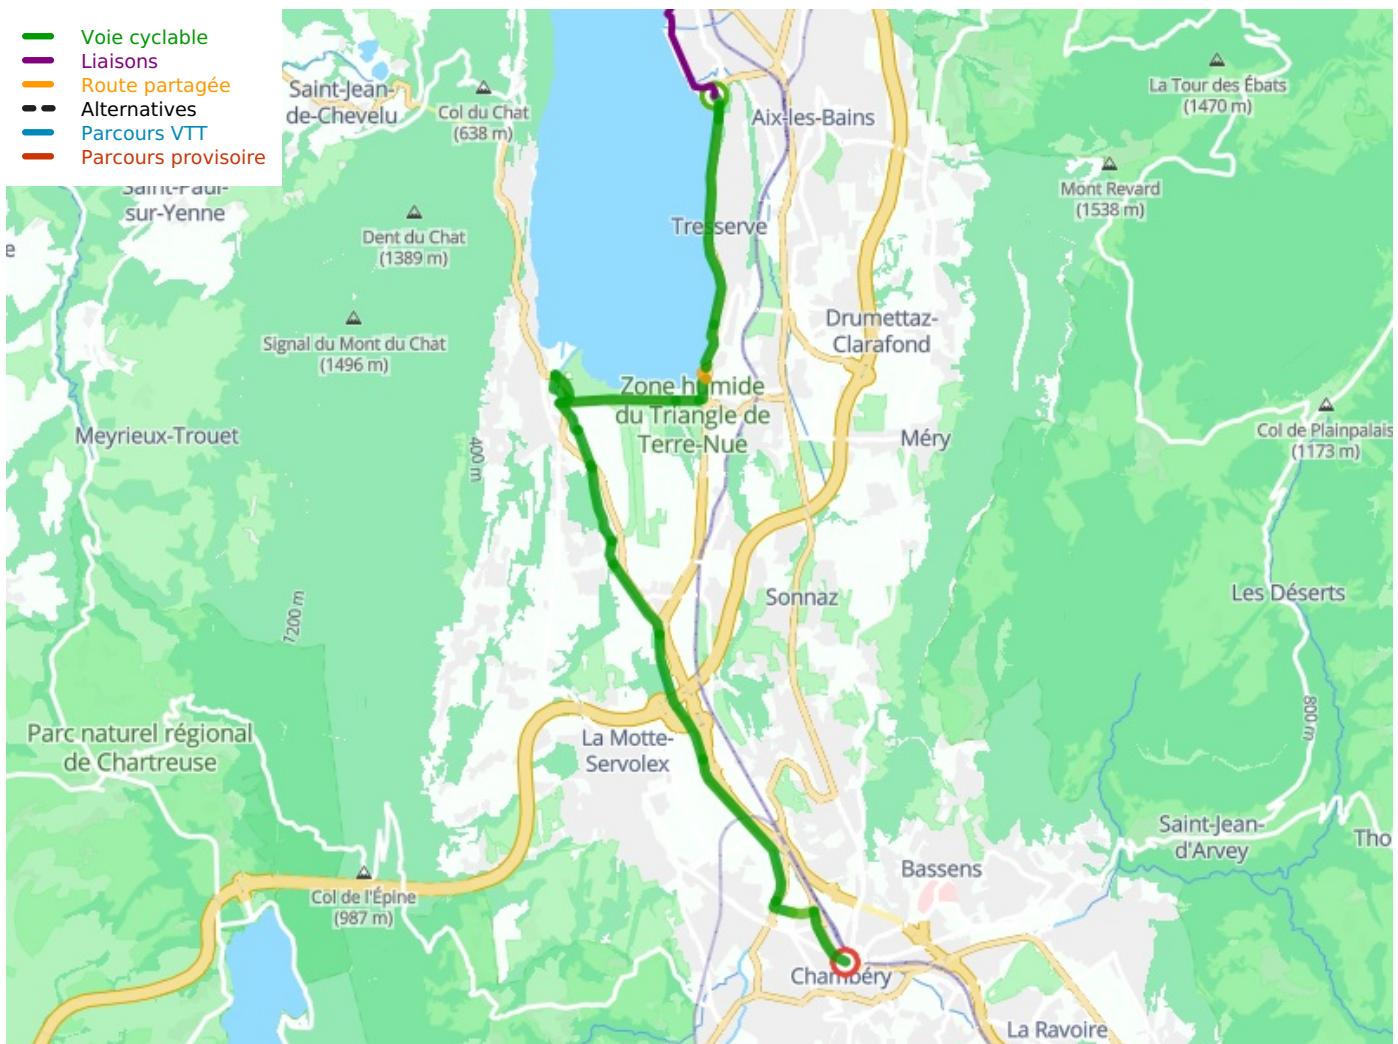 Voie cyclable
Liaisons
Route partagée
Alternatives
Parcours VTT
Parcours provisoire
Saint-Jean-
de-Chevelu
Col du Chat
(638 m)
Aix-les-Bains
La Tour des Ébats
(1470 m)
Saint-Paul-
sur-Yenne
Mont Revard
(1538 m)
Dent du Chat
(1389 m)
Tresserve
e
Signal du Mont du Chat
(1496 m)
Drumettaz-
Clarafond
Zone humide
du Triangle de
Terre-Nue
Meyrieux-Trouet
400 m
Méry
Col de Plainpalais
(1173 m)
1200 m
Sonnaz
Les Déserts
800 m
Parc naturel régional
de Chartreuse
La Motte-
Servolex
Saint-Jean-
d'Arvey
Tho
Bassens
Col de l'Épine
(987 m)
Chambéry
La Ravoire